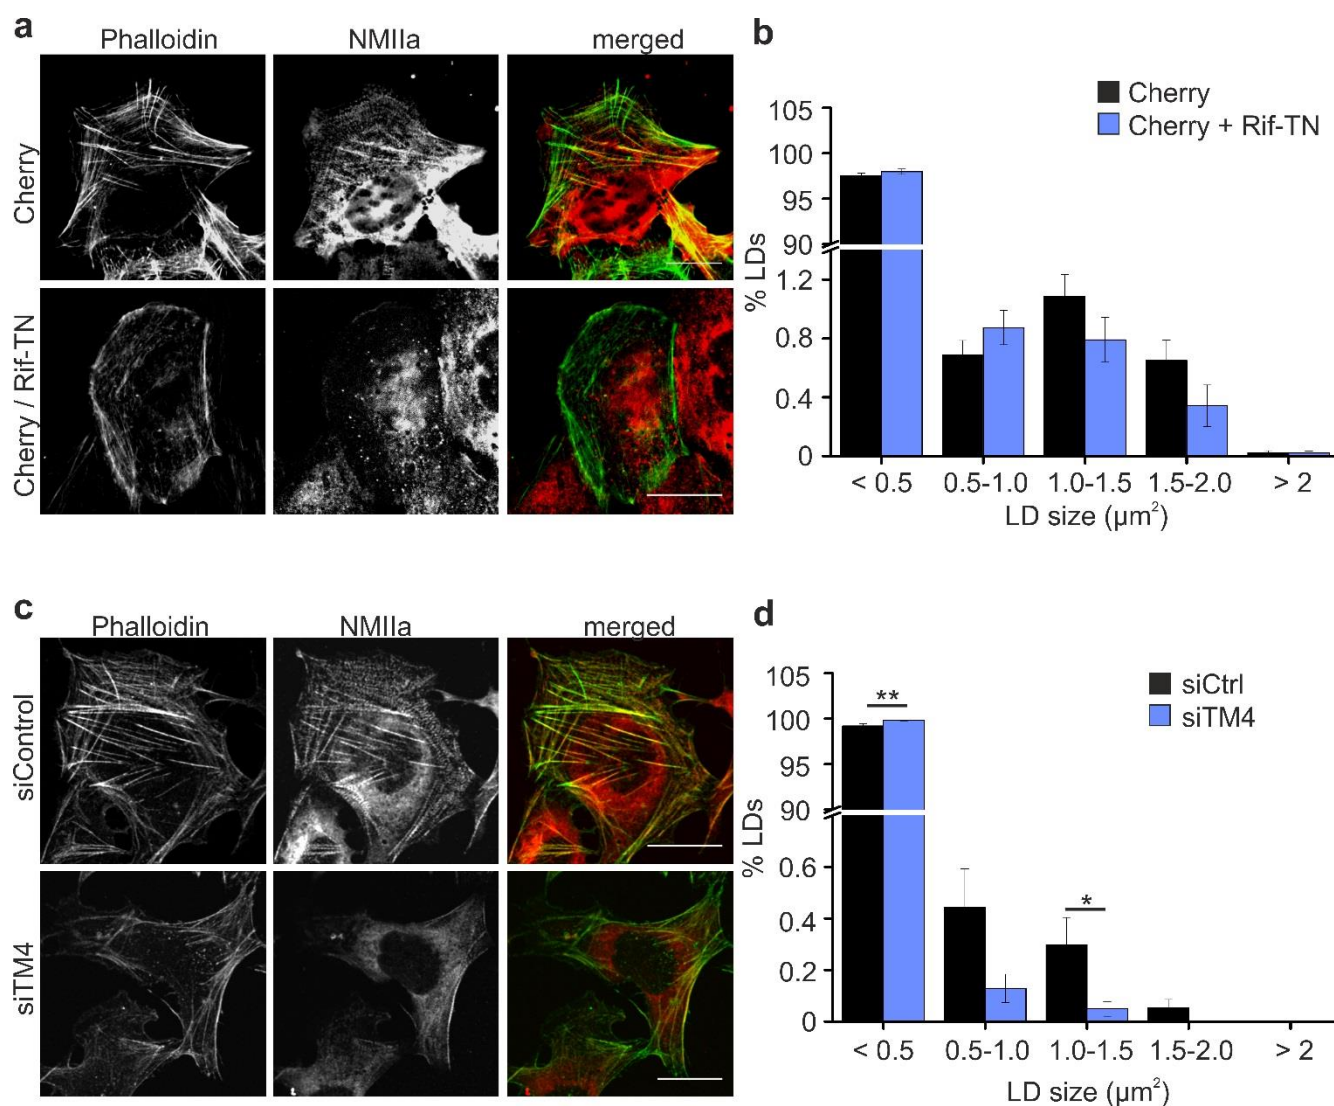 a
Phalloidin NMIIa merged
Cherry
Cherry / Rif-TN
b
Cherry
Cherry + Rif-TN
% LDs
105
100
95
90
1.2
0.8
0.4
0
< 0.5 0.5-1.0 1.0-1.5 1.5-2.0 > 2
LD size (µm²)
c
Phalloidin NMIIa merged
siControl
siTM4
d
siCtrl
siTM4
% LDs
105
100
95
90
0.6
0.4
0.2
0
**
*
< 0.5 0.5-1.0 1.0-1.5 1.5-2.0 > 2
LD size (µm²)